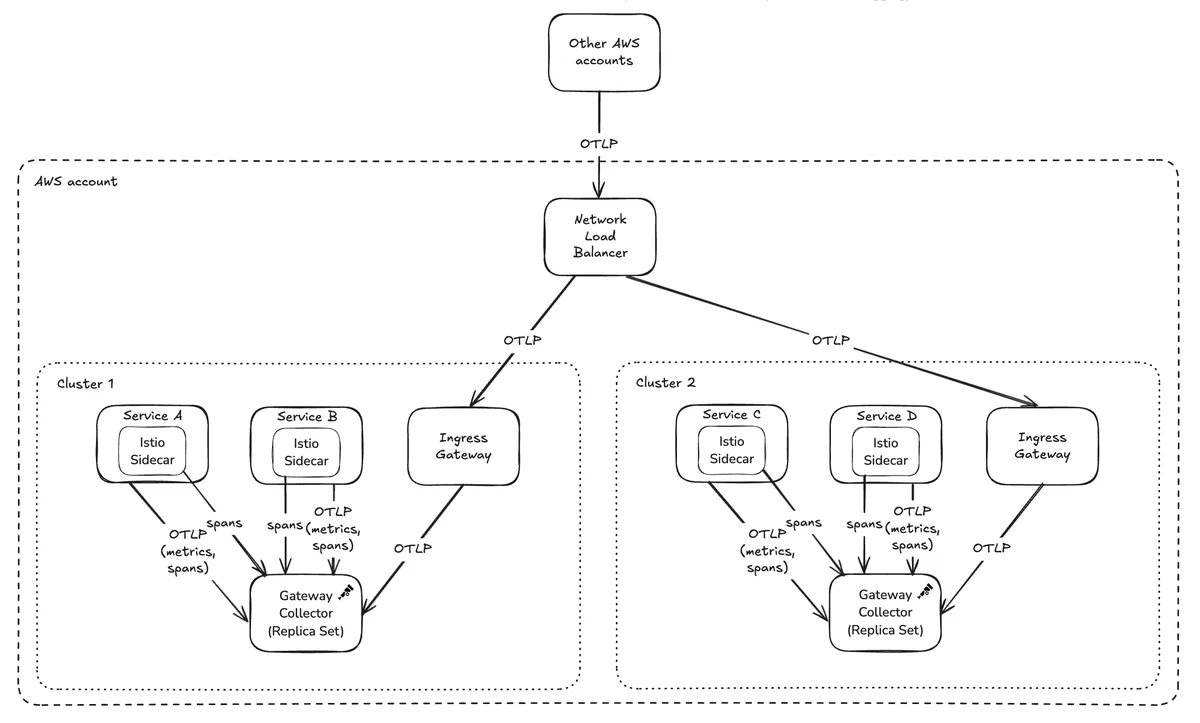 Other AWS
accounts
OTLP
AWS account
Network
Load
Balancer
OTLP
OTLP
Cluster 1
Service A
Istio
Sidecar
Service B
Istio
Sidecar
Ingress
Gateway
spans
OTLP
(metrics,
spans)
spans
OTLP
(metrics,
spans)
OTLP
Gateway
Collector
(Replica Set)
Cluster 2
Service C
Istio
Sidecar
Service D
Istio
Sidecar
Ingress
Gateway
spans
OTLP
(metrics,
spans)
spans
OTLP
(metrics,
spans)
OTLP
Gateway
Collector
(Replica Set)